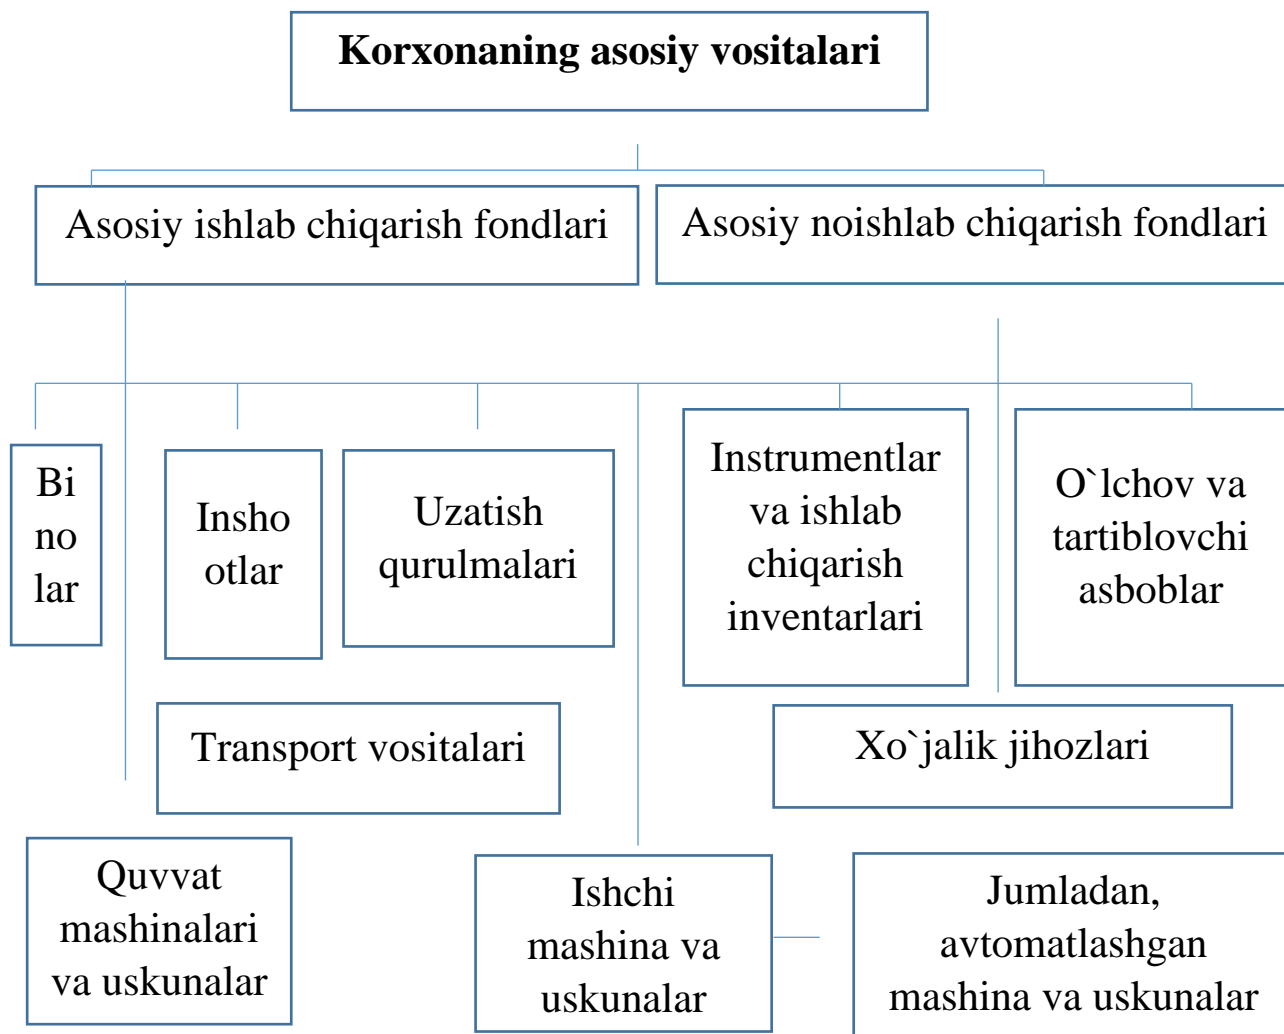 Korxonaning asosiy vositalari
Asosiy ishlab chiqarish fondlari
Asosiy noishlab chiqarish fondlari
Bi
no
lar
Insho
otlar
Uzatish
qurulmalari
Instrumentlar
va ishlab
chiqarish
inventarlari
O`lchov va
tartiblovchi
asboblar
Transport vositalari
Xo`jalik jihozlari
Quvvat
mashinalari
va uskunalar
Ishchi
mashina va
uskunalar
Jumladan,
avtomatlashgan
mashina va uskunalar